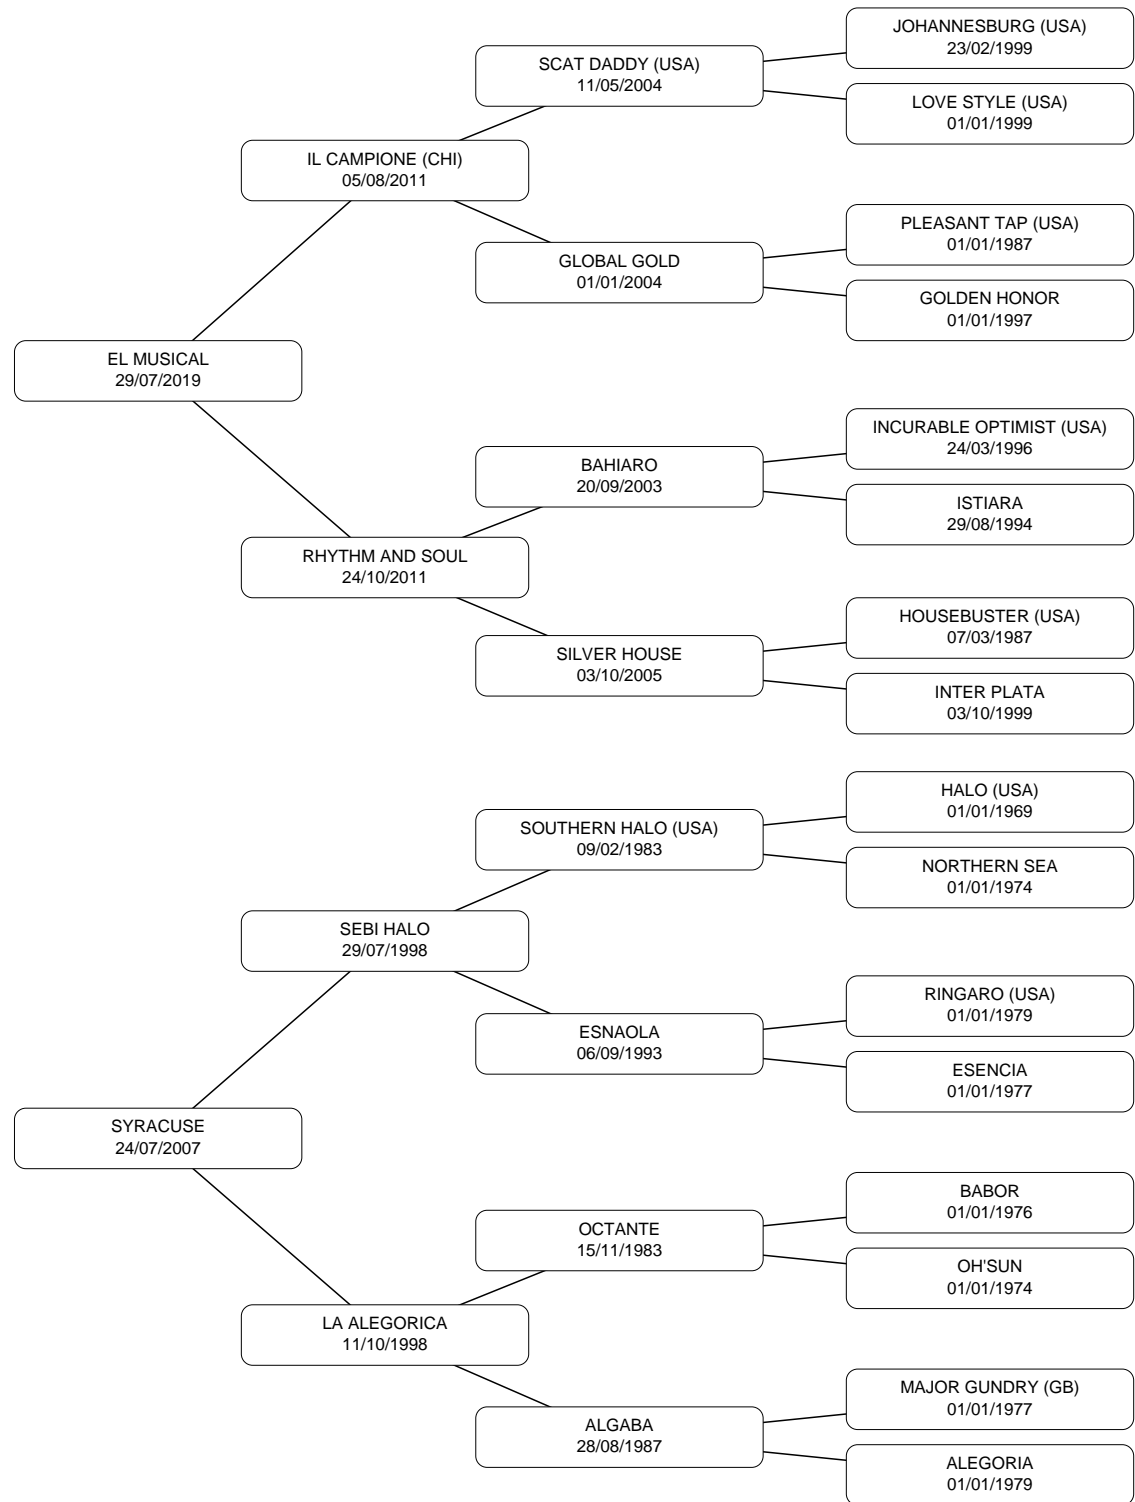 JOHANNESBURG (USA)
23/02/1999
SCAT DADDY (USA)
11/05/2004
LOVE STYLE (USA)
01/01/1999
IL CAMPIONE (CHI)
05/08/2011
PLEASANT TAP (USA)
01/01/1987
GLOBAL GOLD
01/01/2004
GOLDEN HONOR
01/01/1997
EL MUSICAL
29/07/2019
INCURABLE OPTIMIST (USA)
24/03/1996
BAHIARO
20/09/2003
ISTIARA
29/08/1994
RHYTHM AND SOUL
24/10/2011
HOUSEBUSTER (USA)
07/03/1987
SILVER HOUSE
03/10/2005
INTER PLATA
03/10/1999
HALO (USA)
01/01/1969
SOUTHERN HALO (USA)
09/02/1983
NORTHERN SEA
01/01/1974
SEBI HALO
29/07/1998
RINGARO (USA)
01/01/1979
ESNAOLA
06/09/1993
ESENCIA
01/01/1977
SYRACUSE
24/07/2007
BABOR
01/01/1976
OCTANTE
15/11/1983
OH'SUN
01/01/1974
LA ALEGORICA
11/10/1998
MAJOR GUNDRY (GB)
01/01/1977
ALGABA
28/08/1987
ALEGORIA
01/01/1979